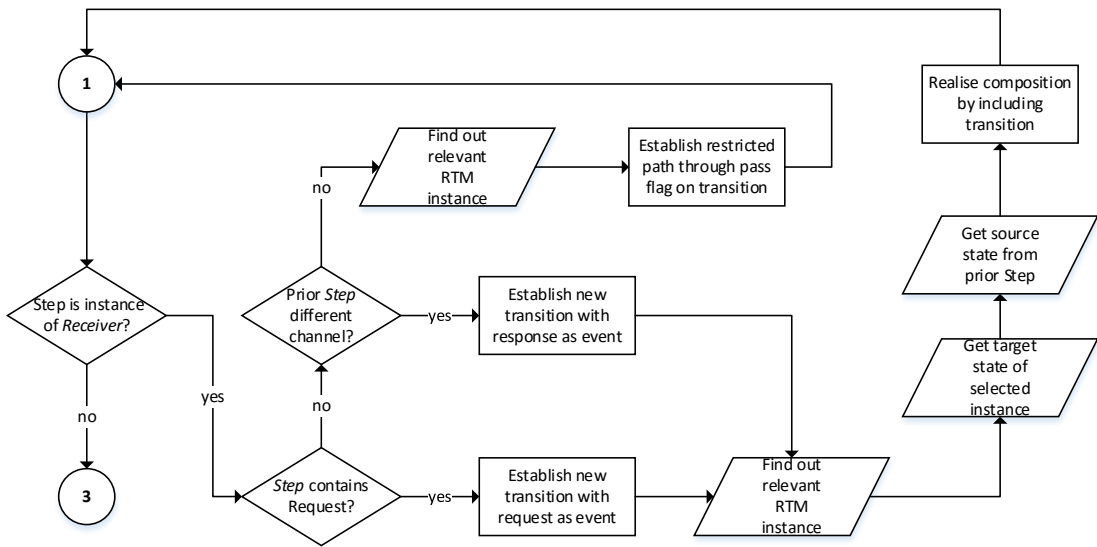 1
Realise composition
by including
transition
Find out
relevant
RTM
instance
Establish restricted
path through pass
flag on transition
no
Get source
state from
prior Step
Step is instance
of Receiver?
Prior Step
different
channel?
yes
Establish new
transition with
response as event
Get target
state of
selected
instance
yes
no
no
3
Step contains
Request?
yes
Establish new
transition with
request as event
Find out
relevant
RTM
instance